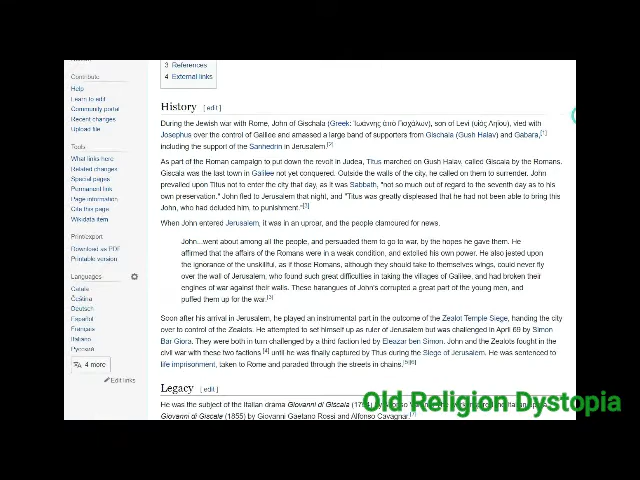 3 References
4 External links
Contribute
Help
Learn to edit
Community portal
Recent changes
Upload file
Tools
What links here
Related changes
Special pages
Permanent link
Page information
Cite this page
Wikidata item
Print/export
Download as PDF
Printable version
Languages
Català
Čeština
Deutsch
Español
Français
Italiano
Русский
4 more
Edit links
History [ edit ]
During the Jewish war with Rome, John of Gischala (Greek: Ἰωάννης ἀπό Γισχάλων), son of Levi (υἱός Ληίου), vied with
Josophus over the control of Galilee and amassed a large band of supporters from Gischala (Gush Halav) and Gabara,[1]
including the support of the Sanhedrin in Jerusalem.[2]
As part of the Roman campaign to put down the revolt in Judea, Titus marched on Gush Halav, called Giscala by the Romans.
Giscala was the last town in Galilee not yet conquered. Outside the walls of the city, he called on them to surrender. John
prevailed upon Titus not to enter the city that day, as it was Sabbath, "not so much out of regard to the seventh day as to his
own preservation." John fled to Jerusalem that night, and "Titus was greatly displeased that he had not been able to bring this
John, who had deluded him, to punishment."[3]
When John entered Jerusalem, it was in an uproar, and the people clamoured for news.
John...went about among all the people, and persuaded them to go to war, by the hopes he gave them. He
affirmed that the affairs of the Romans were in a weak condition, and extolled his own power. He also jested upon
the ignorance of the unskillful, as if those Romans, although they should take to themselves wings, could never fly
over the wall of Jerusalem, who found such great difficulties in taking the villages of Galilee, and had broken their
engines of war against their walls. These harangues of John's corrupted a great part of the young men, and
puffed them up for the war.[3]
Soon after his arrival in Jerusalem, he played an instrumental part in the outcome of the Zealot Temple Siege, handing the city
over to control of the Zealots. He attempted to set himself up as ruler of Jerusalem but was challenged in April 69 by Simon
Bar Giora. They were both in turn challenged by a third faction led by Eleazar ben Simon. John and the Zealots fought in the
civil war with these two factions[4] until he was finally captured by Titus during the Siege of Jerusalem. He was sentenced to
life imprisonment, taken to Rome and paraded through the streets in chains.[5][6]
Legacy [ edit ]
He was the subject of the Italian drama Giovanni di Giscala
Giovanni di Giscala (1855) by Giovanni Gaetano Rossi and Alfonso Cavagnar.[7]
Old Religion Dystopia